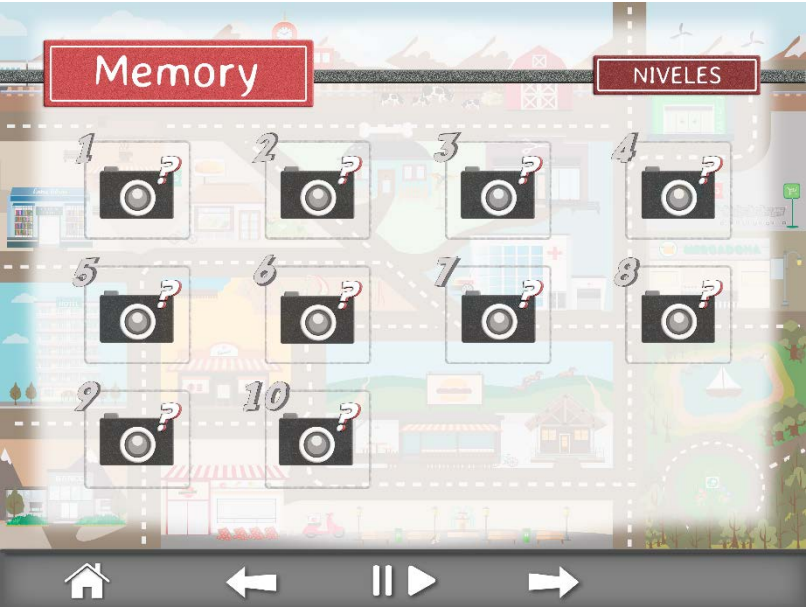 Memory
NIVELES
1 ? 2 ? 3 ? 4 ?
MERCADONA
5 ? 6 ? 7 ? 8 ?
9 ? 10 ?